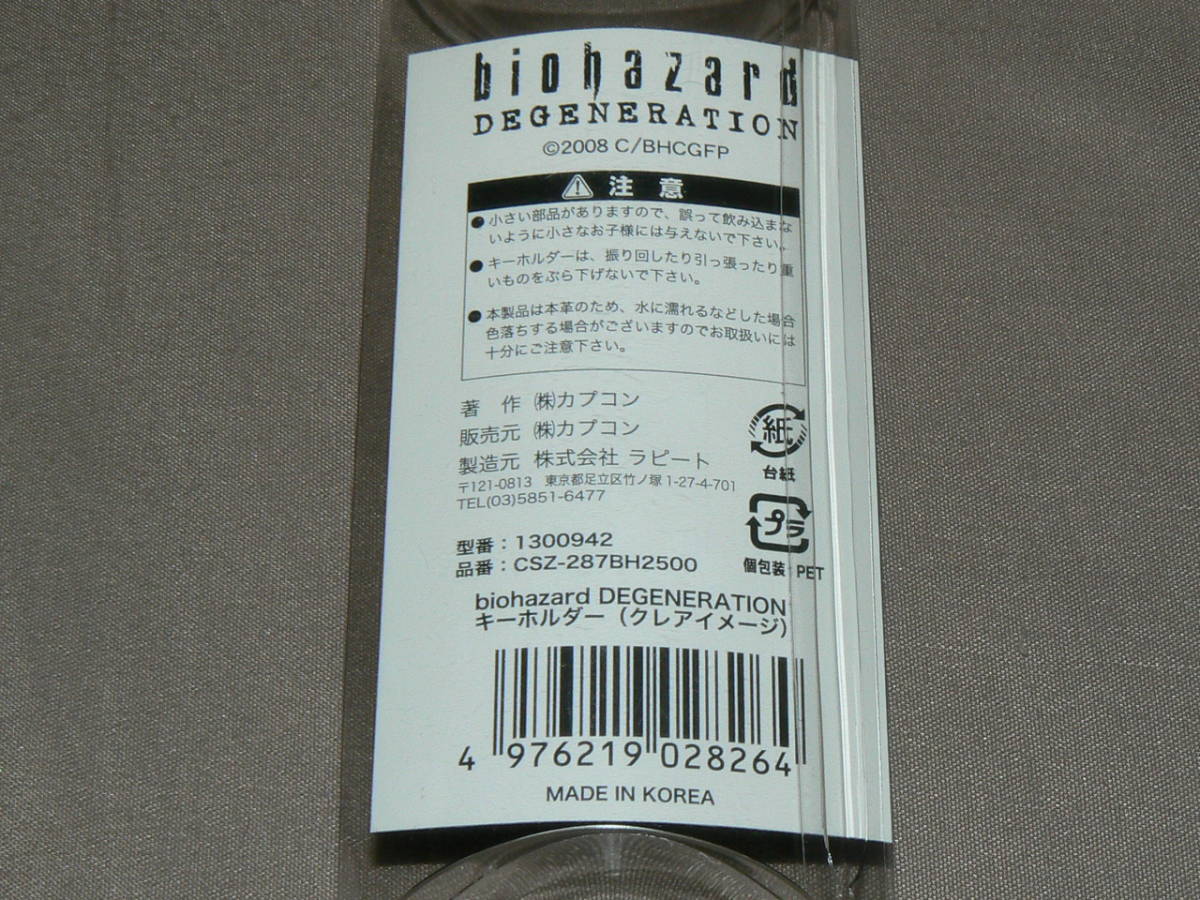 biohazard
DEGENERATION
©2008 C/BHCGFP
注意
●小さい部品がありますので、誤って飲み込まな
いように小さなお子様には与えないで下さい。
●キーホルダーは、振り回したり引っ張ったり重
いものをぶら下げないで下さい。
●本製品は本革のため、水に濡れるなどした場合
色落ちする場合がございますのでお取扱いには
十分にご注意下さい。
著 作 ㈱カプコン
販売元 ㈱カプコン
製造元 株式会社 ラピート
〒121-0813 東京都足立区竹ノ塚1-27-4-701
TEL(03)5851-6477
紙
台紙
プラ
個包装:PET
型番：1300942
品番：CSZ-287BH2500
biohazard DEGENERATION
キーホルダー（クレアイメージ）
4 976219 028264
MADE IN KOREA